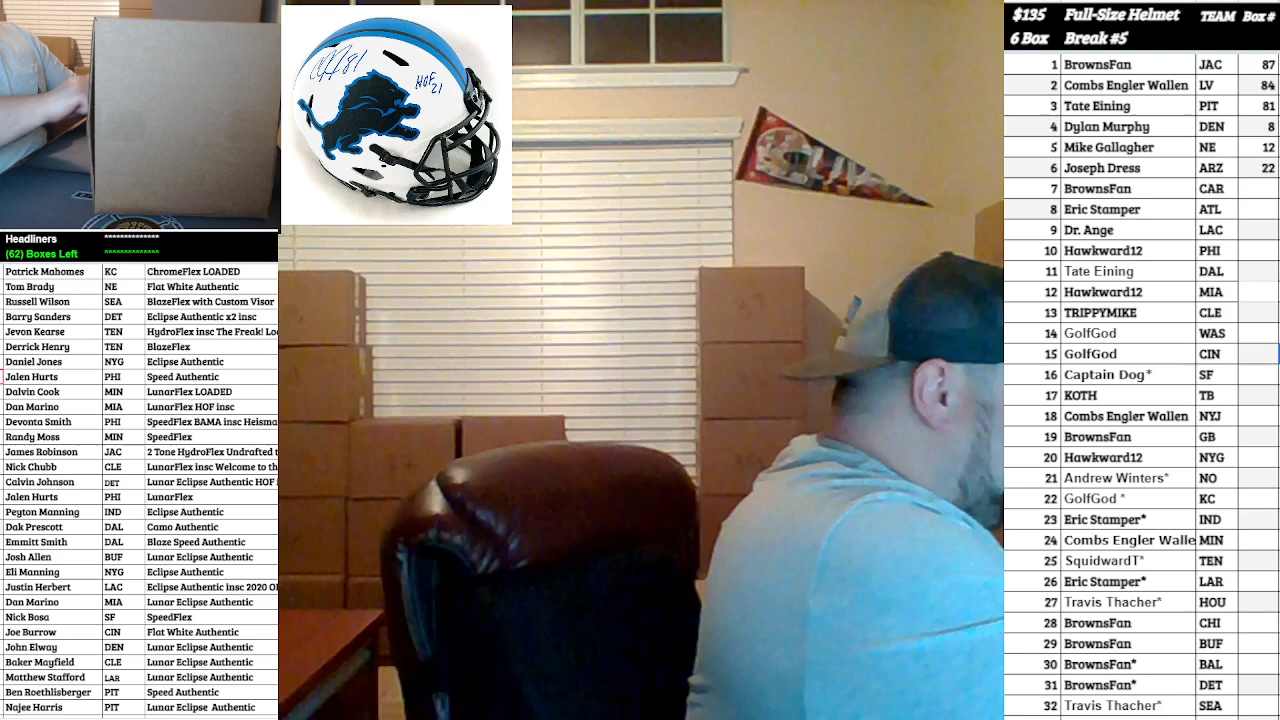 HOF 21
Headliners **************
(62) Boxes Left **************
Patrick Mahomes KC ChromeFlex LOADED
Tom Brady NE Flat White Authentic
Russell Wilson SEA BlazeFlex with Custom Visor
Barry Sanders DET Eclipse Authentic x2 insc
Jevon Kearse TEN HydroFlex insc The Freak! Lo
Derrick Henry TEN BlazeFlex
Daniel Jones NYG Eclipse Authentic
Jalen Hurts PHI Speed Authentic
Dalvin Cook MIN LunarFlex LOADED
Dan Marino MIA LunarFlex HOF insc
Devonta Smith PHI SpeedFlex BAMA insc Heisma
Randy Moss MIN SpeedFlex
James Robinson JAC 2 Tone HydroFlex Undrafted t
Nick Chubb CLE LunarFlex insc Welcome to th
Calvin Johnson DET Lunar Eclipse Authentic HOF i
Jalen Hurts PHI LunarFlex
Peyton Manning IND Eclipse Authentic
Dak Prescott DAL Camo Authentic
Emmitt Smith DAL Blaze Speed Authentic
Josh Allen BUF Lunar Eclipse Authentic
Eli Manning NYG Eclipse Authentic
Justin Herbert LAC Eclipse Authentic insc 2020 O
Dan Marino MIA Lunar Eclipse Authentic
Nick Bosa SF SpeedFlex
Joe Burrow CIN Flat White Authentic
John Elway DEN Lunar Eclipse Authentic
Baker Mayfield CLE Lunar Eclipse Authentic
Matthew Stafford LAR Lunar Eclipse Authentic
Ben Roethlisberger PIT Speed Authentic
Najee Harris PIT Lunar Eclipse Authentic
$135 Full-Size Helmet TEAM Box #
6 Box Break #5
1 BrownsFan JAC 87
2 Combs Engler Wallen LV 84
3 Tate Eining PIT 81
4 Dylan Murphy DEN 8
5 Mike Gallagher NE 12
6 Joseph Dress ARZ 22
7 BrownsFan CAR
8 Eric Stamper ATL
9 Dr. Ange LAC
10 Hawkward12 PHI
11 Tate Eining DAL
12 Hawkward12 MIA
13 TRIPPYMIKE CLE
14 GolfGod WAS
15 GolfGod CIN
16 Captain Dog* SF
17 KOTH TB
18 Combs Engler Wallen NYJ
19 BrownsFan GB
20 Hawkward12 NYG
21 Andrew Winters* NO
22 GolfGod * KC
23 Eric Stamper* IND
24 Combs Engler Walle MIN
25 SquidwardT* TEN
26 Eric Stamper* LAR
27 Travis Thacher* HOU
28 BrownsFan CHI
29 BrownsFan BUF
30 BrownsFan* BAL
31 BrownsFan* DET
32 Travis Thacher* SEA